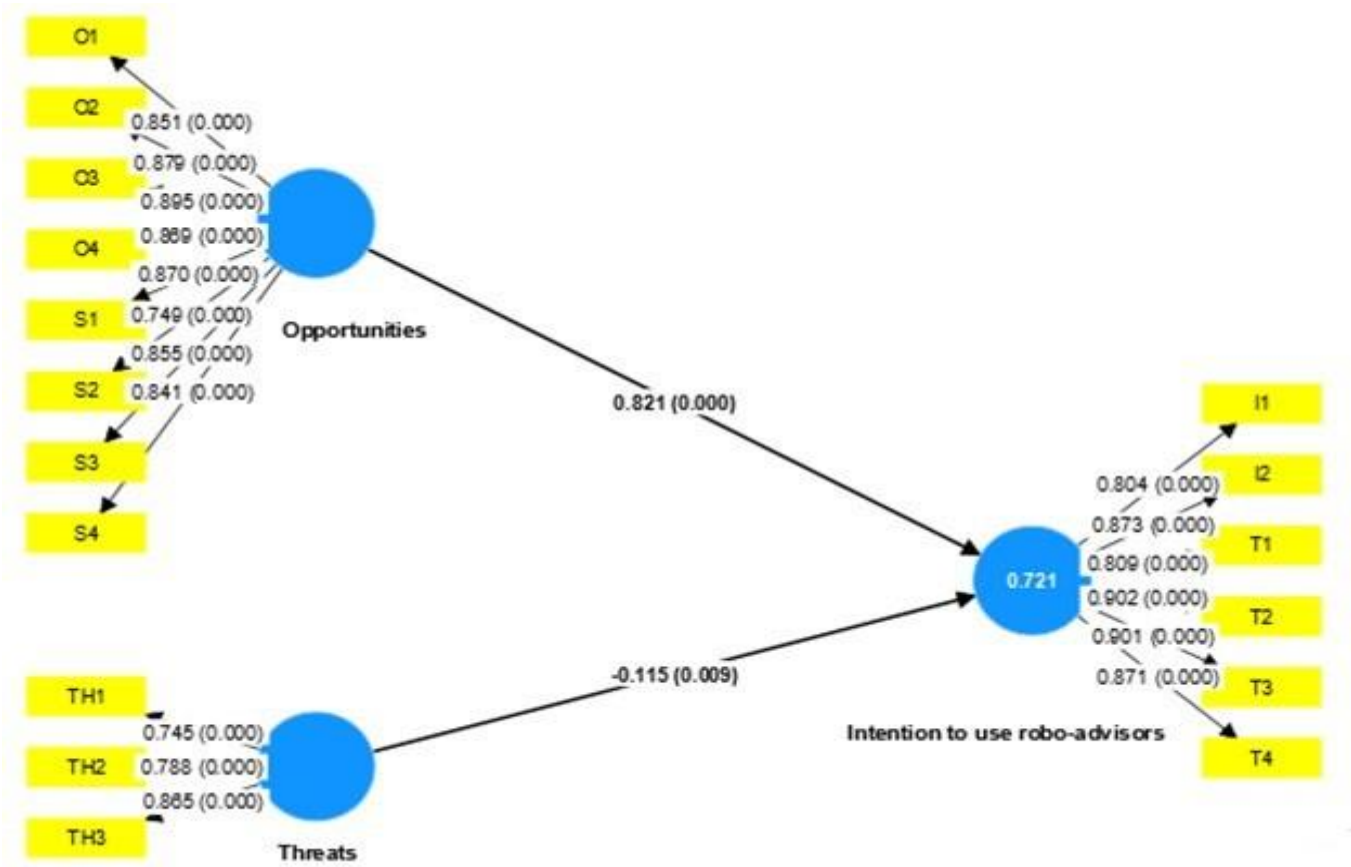 O1
O2
O3
O4
S1
S2
S3
S4
0.851 (0.000)
0.879 (0.000)
0.895 (0.000)
0.869 (0.000)
0.870 (0.000)
0.749 (0.000)
0.855 (0.000)
0.841 (0.000)
Opportunities
0.821 (0.000)
TH1
TH2
TH3
0.745 (0.000)
0.788 (0.000)
0.865 (0.000)
Threats
-0.115 (0.009)
0.721
Intention to use robo-advisors
0.804 (0.000)
0.873 (0.000)
0.809 (0.000)
0.902 (0.000)
0.901 (0.000)
0.871 (0.000)
I1
I2
T1
T2
T3
T4